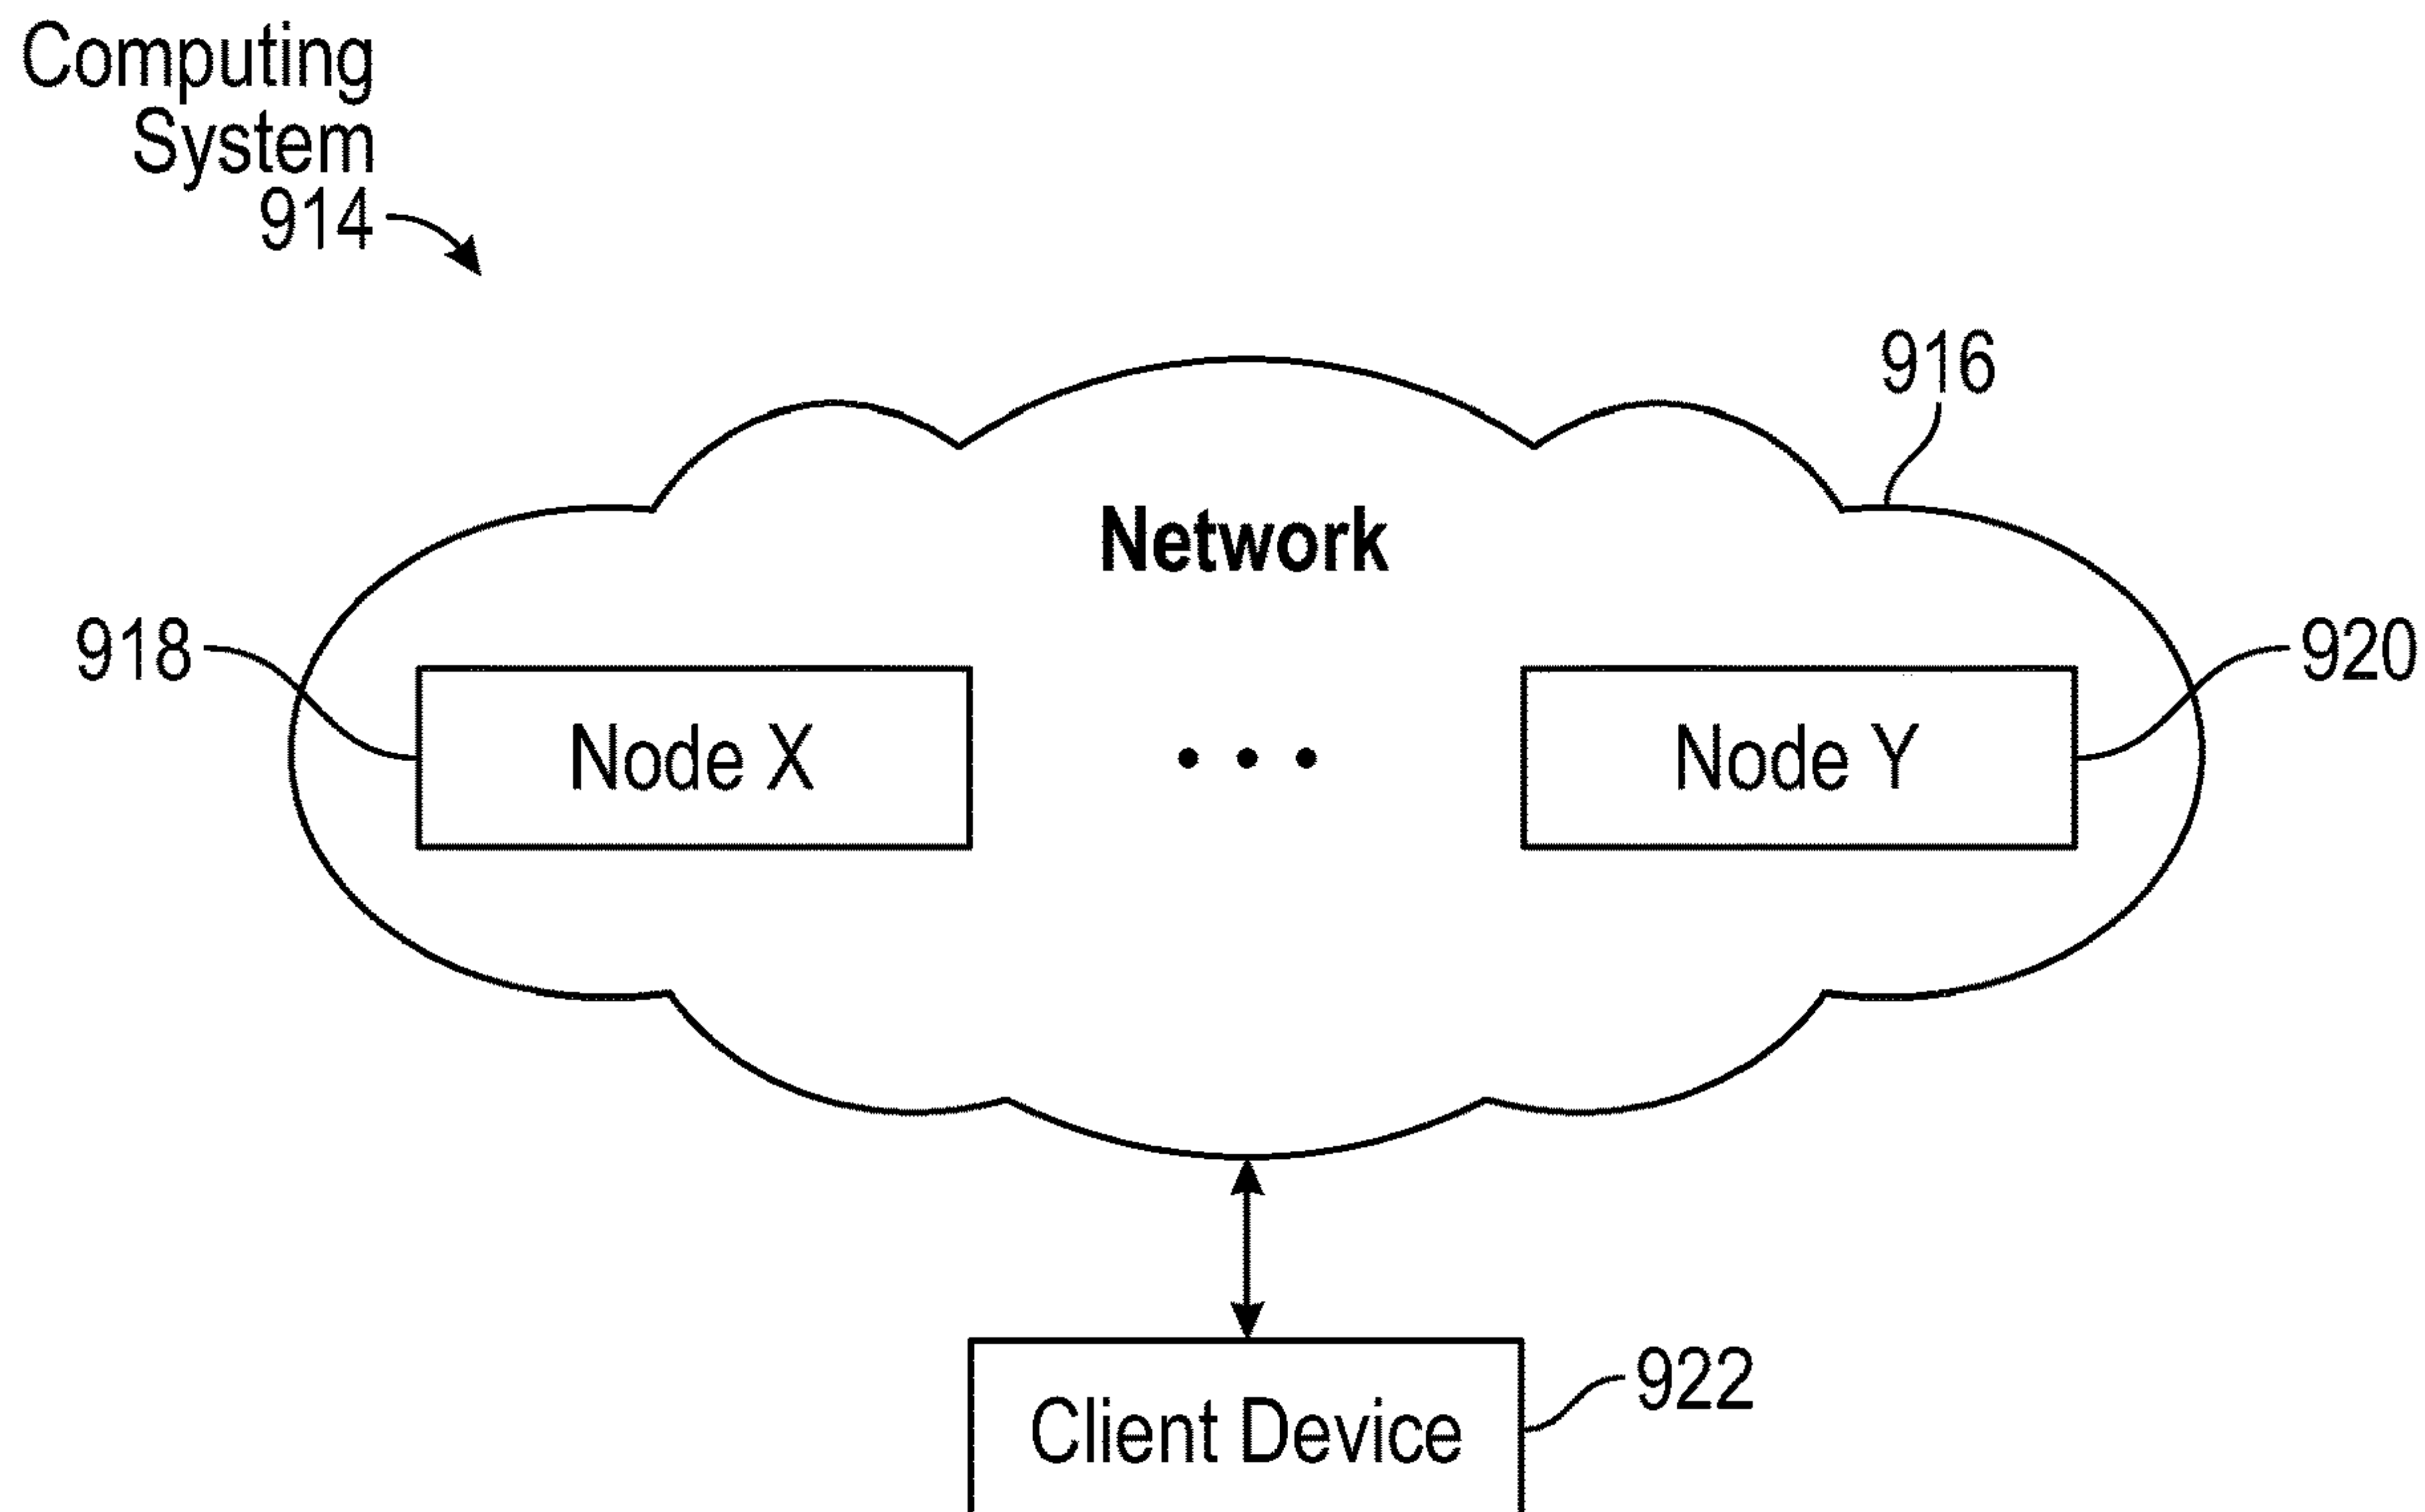 Computing
System
914
916
Network
918
920
Node X
• • •
Node Y
922
Client Device